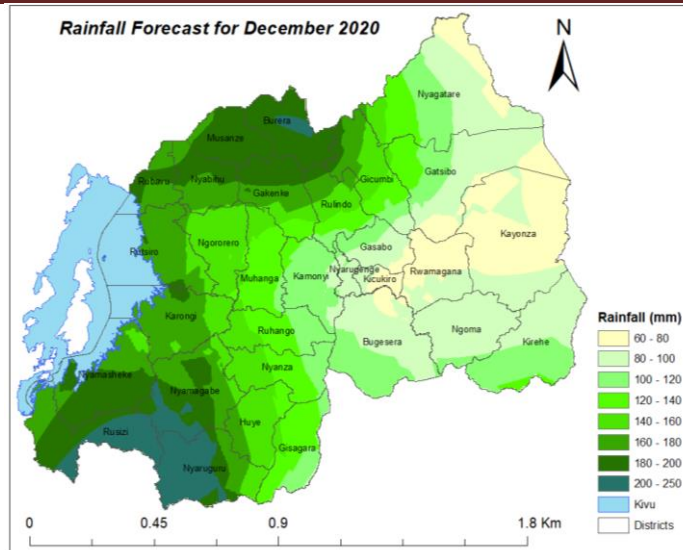 Rainfall Forecast for December 2020
N
Nyagatare
Burera
Musanze
Rubavu
Nyabihu
Gakenke
Gicumbi
Gatsibo
Rulindo
Rutsiro
Ngororero
Gasabo
Kayonza
Muhanga
Kamonyi
Nyarugenge
Kicukiro
Rwamagana
Karongi
Ruhango
Bugesera
Ngoma
Kirehe
Nyamasheke
Nyamagabe
Nyanza
Rusizi
Huye
Gisagara
Nyaruguru
Rainfall (mm)
60 - 80
80 - 100
100 - 120
120 - 140
140 - 160
160 - 180
180 - 200
200 - 250
Kivu
Districts
0 0.45 0.9 1.8 Km